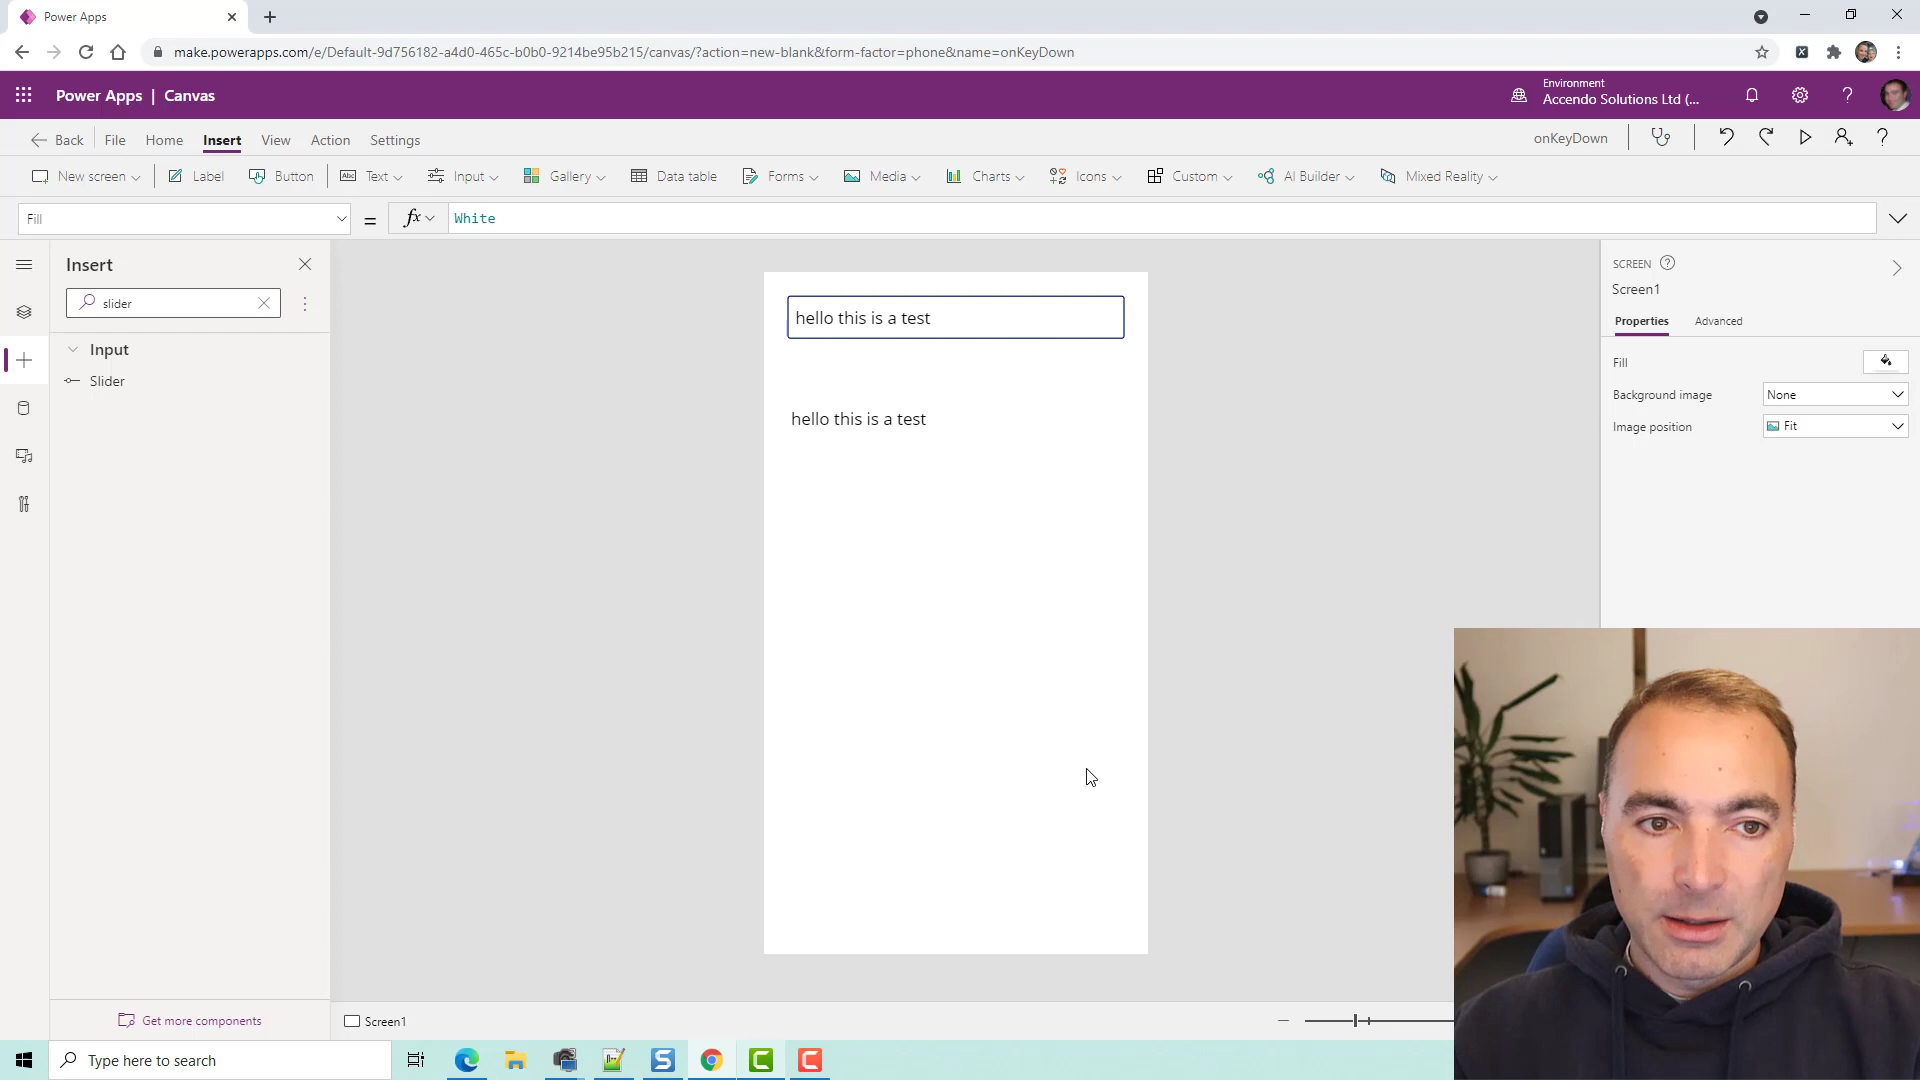 Power Apps
make.powerapps.com/e/Default-9d756182-a4d0-465c-b0b0-9214be95b215/canvas/?action=new-blank&form-factor=phone&name=onKeyDown
Power Apps | Canvas
Environment
Accendo Solutions Ltd (...
Back File Home Insert View Action Settings
onKeyDown
New screen Label Button Text Input Gallery Data table Forms Media Charts Icons Custom AI Builder Mixed Reality
Fill = fx White
Insert
slider
Input
Slider
Get more components
hello this is a test
hello this is a test
SCREEN
Screen1
Properties Advanced
Fill
Background image None
Image position Fit
Screen1
Type here to search